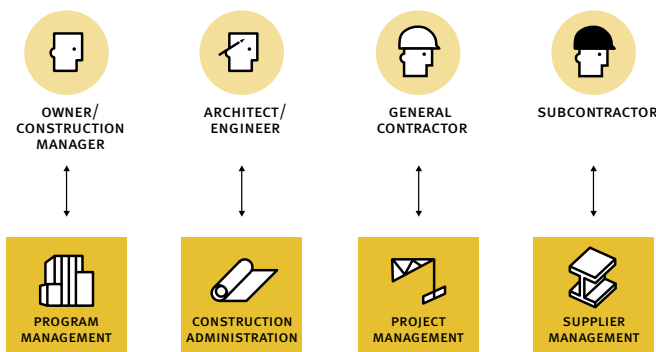 OWNER/
CONSTRUCTION
MANAGER
ARCHITECT/
ENGINEER
GENERAL
CONTRACTOR
SUBCONTRACTOR
PROGRAM
MANAGEMENT
CONSTRUCTION
ADMINISTRATION
PROJECT
MANAGEMENT
SUPPLIER
MANAGEMENT